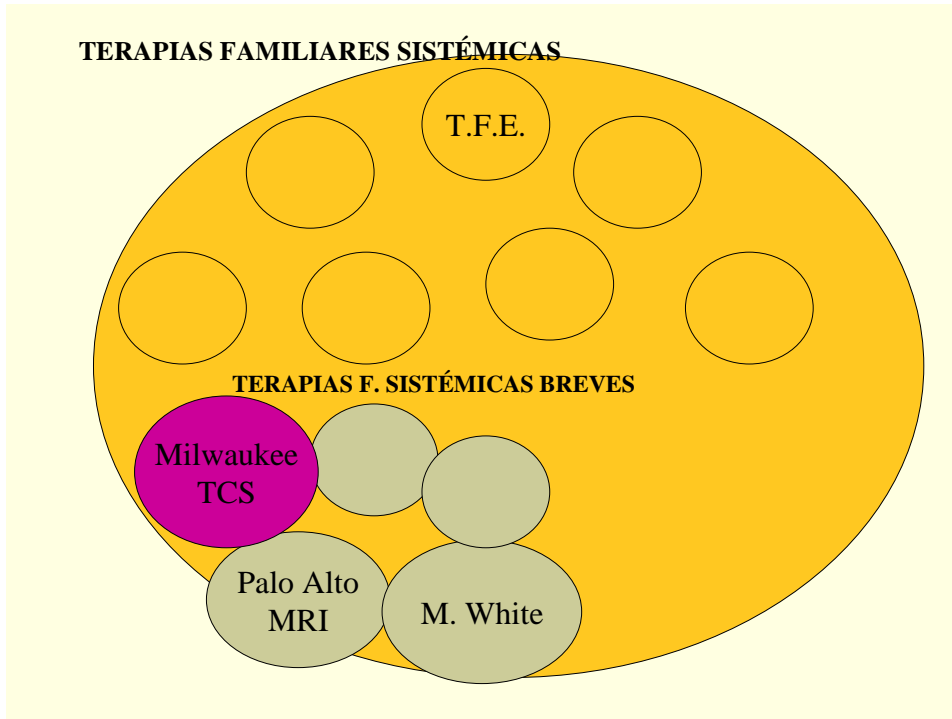 TERAPIAS FAMILIARES SISTÉMICAS
T.F.E.
TERAPIAS F. SISTÉMICAS BREVES
Milwaukee
TCS
Palo Alto
MRI
M. White